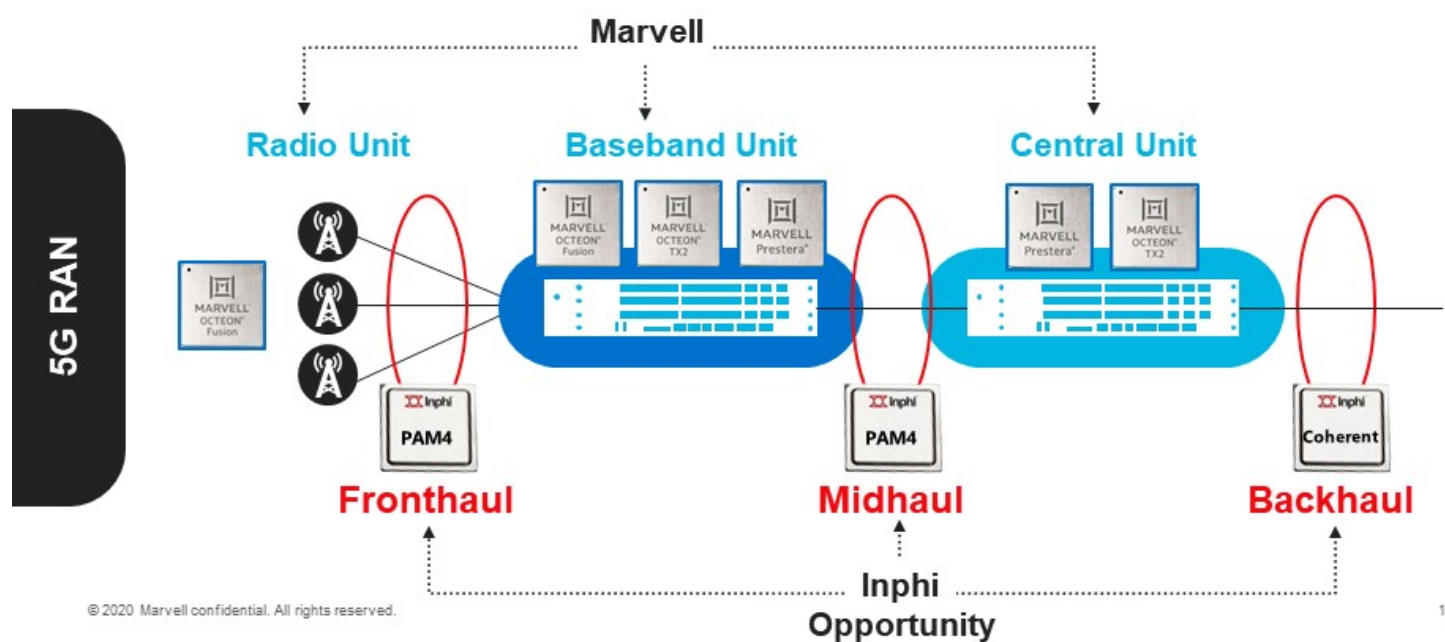 Marvell
Radio Unit
Baseband Unit
Central Unit
5G RAN
MARVELL
OCTEON®
Fusion
MARVELL
OCTEON®
Fusion
MARVELL
OCTEON®
TX2
MARVELL
Prestera®
MARVELL
Prestera®
MARVELL
OCTEON®
TX2
Inphi
PAM4
Inphi
PAM4
Inphi
Coherent
Fronthaul
Midhaul
Backhaul
Inphi
Opportunity
© 2020 Marvell confidential. All rights reserved.
1